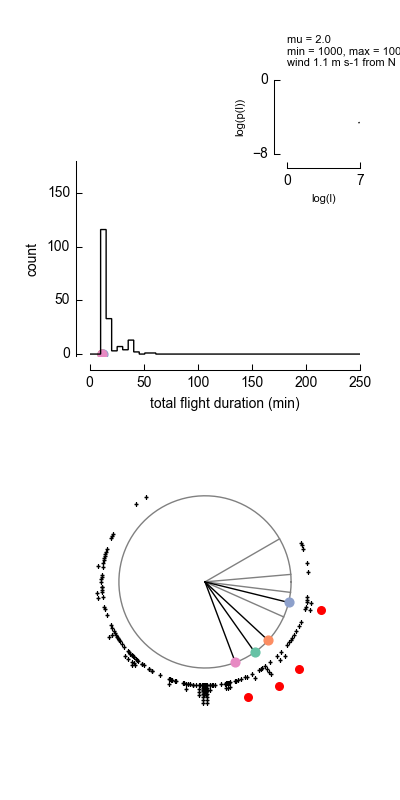 mu = 2.0
min = 1000, max = 100
wind 1.1 m s-1 from N
0
log(p(l))
−8
0
7
log(l)
150
100
50
0
count
0
50
100
150
200
250
total flight duration (min)